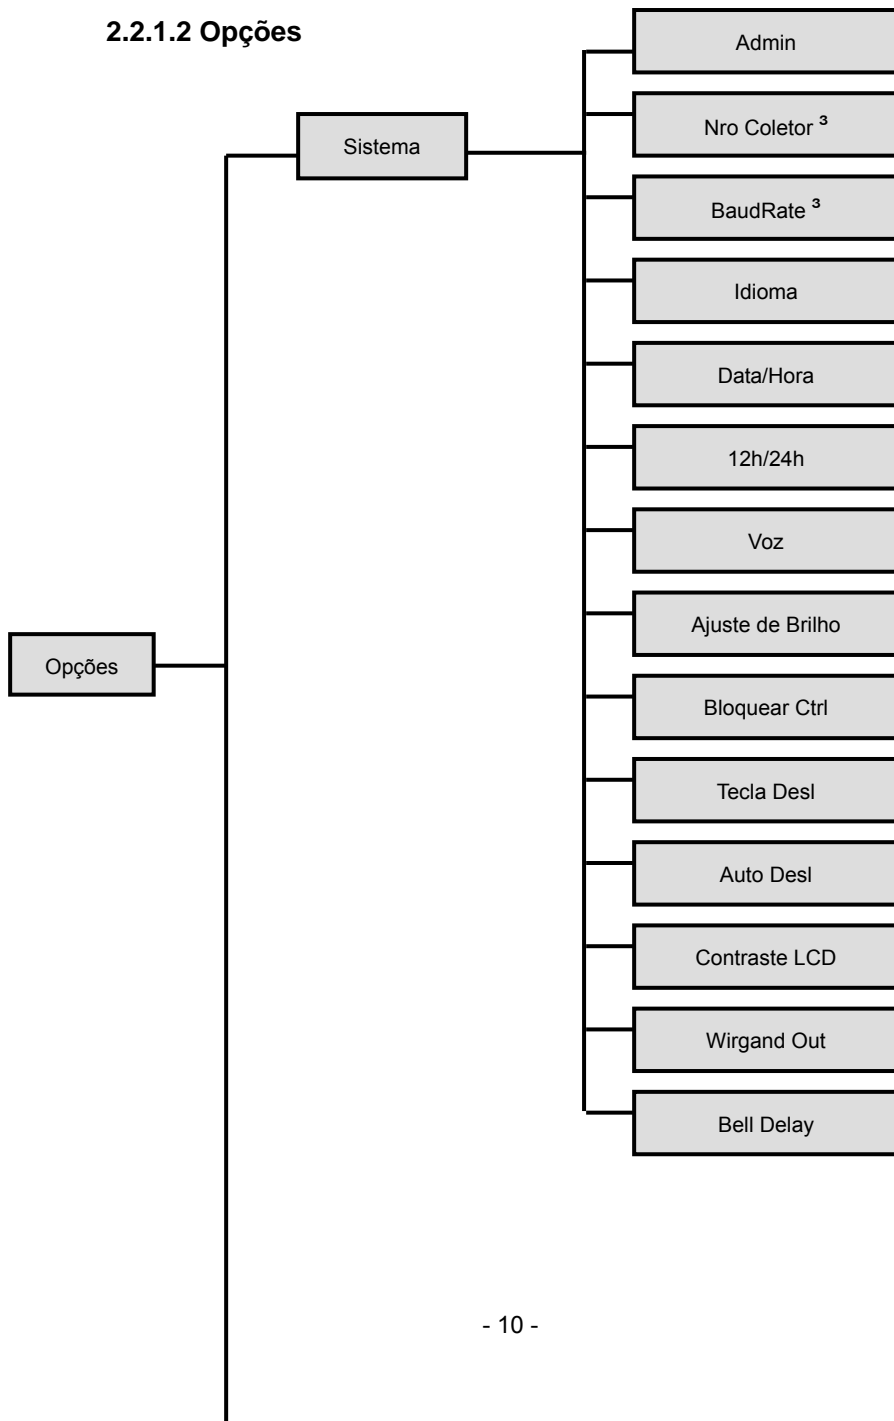 2.2.1.2 Opções
Admin
Nro Coletor ³
Sistema
BaudRate ³
Idioma
Data/Hora
12h/24h
Voz
Ajuste de Brilho
Opções
Bloquear Ctrl
Tecla Desl
Auto Desl
Contraste LCD
Wirgand Out
Bell Delay
- 10 -